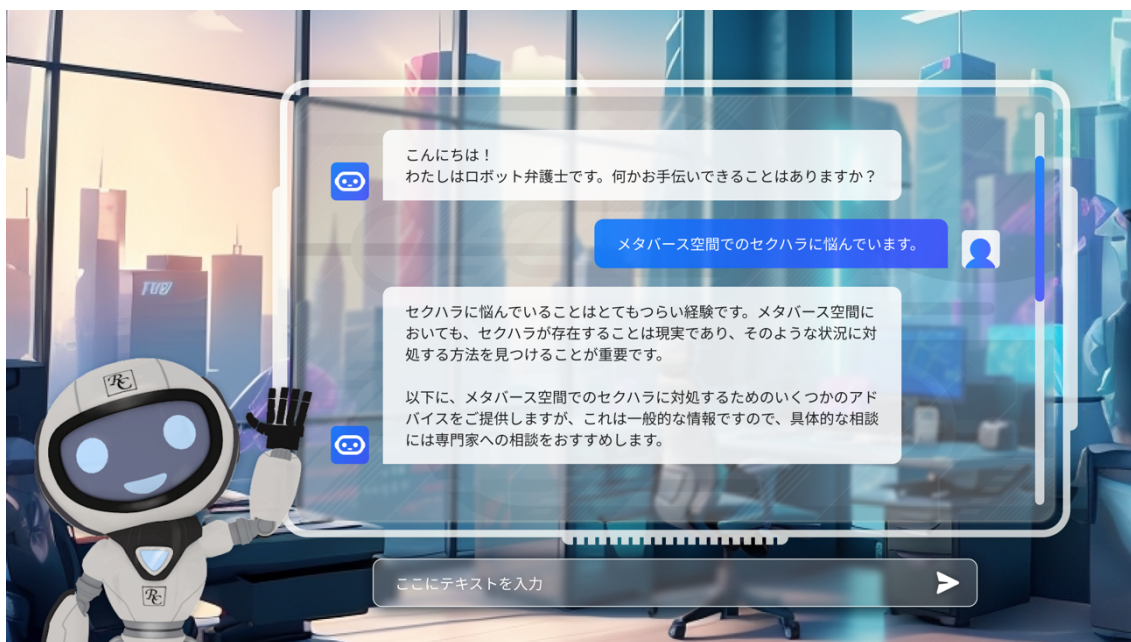 こんにちは！
わたしはロボット弁護士です。何かお手伝いできることはありますか？
メタバース空間でのセクハラに悩んでいます。
セクハラに悩んでいることはとてもつらい経験です。メタバース空間に
おいても、セクハラが存在することは現実であり、そのような状況に対
処する方法を見つけることが重要です。
以下に、メタバース空間でのセクハラに対処するためのいくつかのアド
バイスをご提供しますが、これは一般的な情報ですので、具体的な相談
には専門家への相談をおすすめします。
ここにテキストを入力